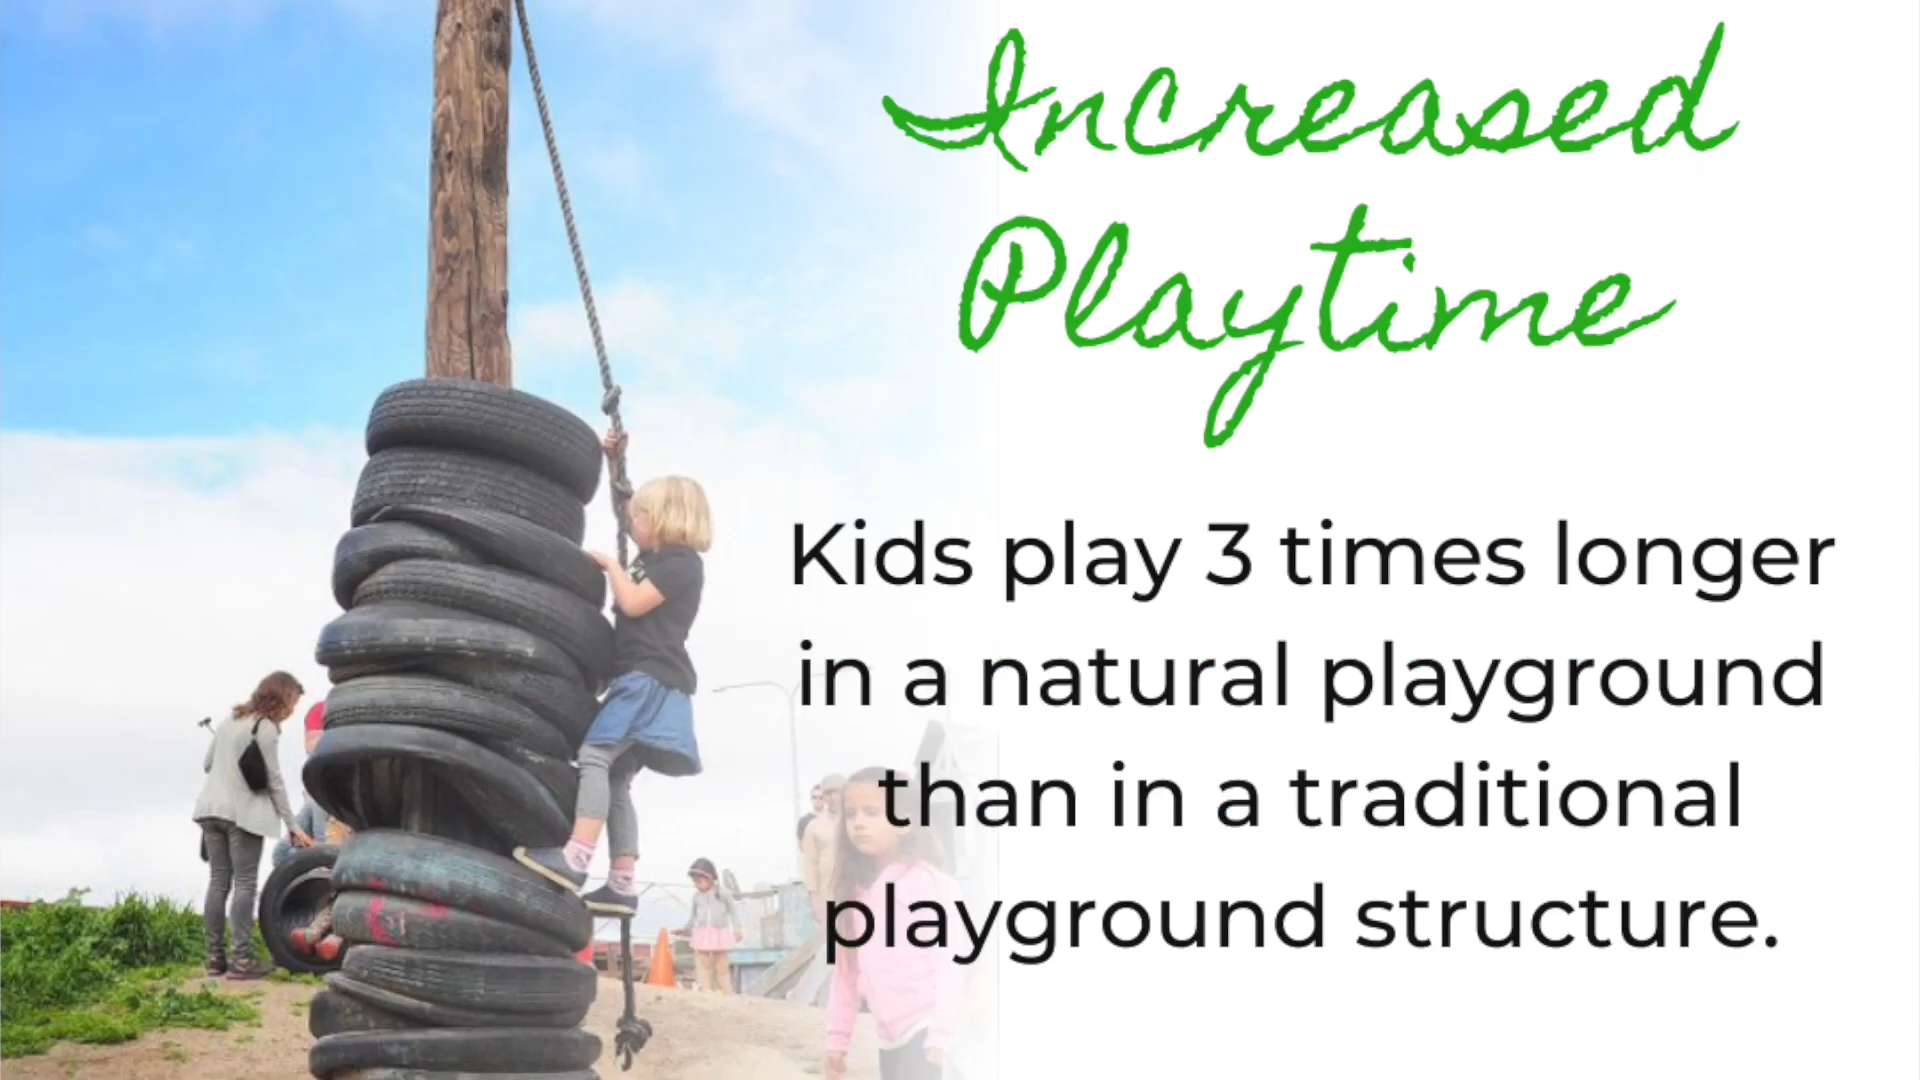 Increased
Playtime
Kids play 3 times longer
in a natural playground
than in a traditional
playground structure.